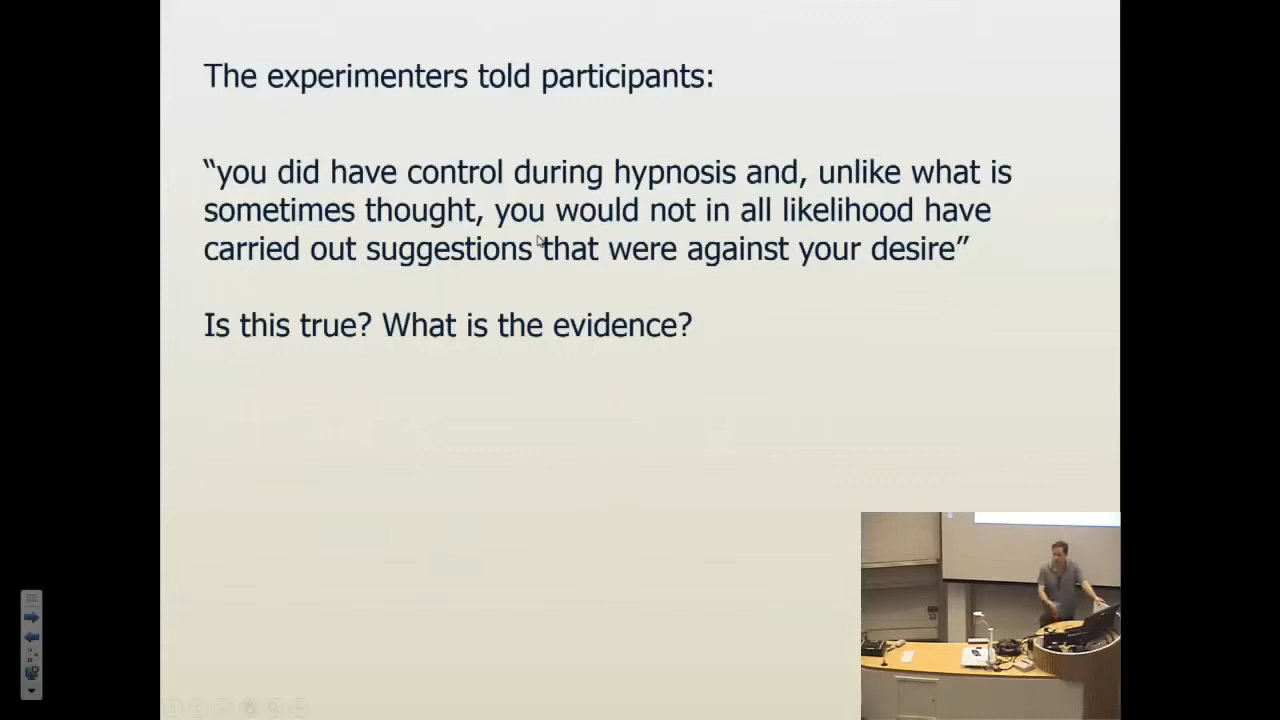 The experimenters told participants:
“you did have control during hypnosis and, unlike what is
sometimes thought, you would not in all likelihood have
carried out suggestions that were against your desire”
Is this true? What is the evidence?